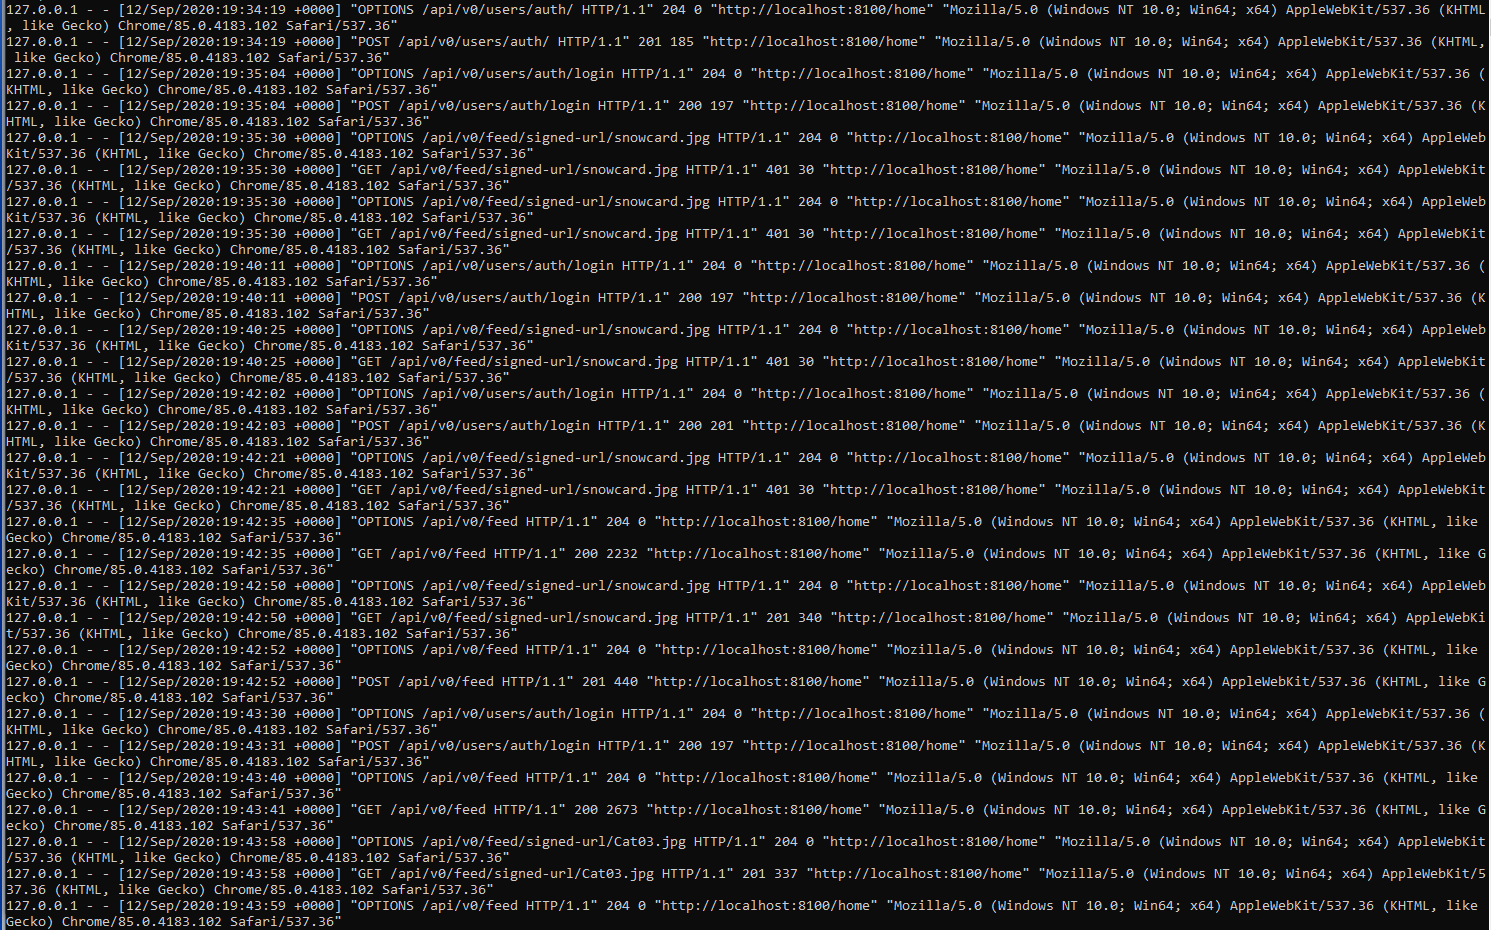 127.0.0.1 - - [12/Sep/2020:19:34:19 +0000] "OPTIONS /api/v0/users/auth/ HTTP/1.1" 204 0 "http://localhost:8100/home" "Mozilla/5.0 (Windows NT 10.0; Win64; x64) AppleWebKit/537.36 (KHTML
, like Gecko) Chrome/85.0.4183.102 Safari/537.36"
127.0.0.1 - - [12/Sep/2020:19:34:19 +0000] "POST /api/v0/users/auth/ HTTP/1.1" 201 185 "http://localhost:8100/home" "Mozilla/5.0 (Windows NT 10.0; Win64; x64) AppleWebKit/537.36 (KHTML,
 like Gecko) Chrome/85.0.4183.102 Safari/537.36"
127.0.0.1 - - [12/Sep/2020:19:35:04 +0000] "OPTIONS /api/v0/users/auth/login HTTP/1.1" 204 0 "http://localhost:8100/home" "Mozilla/5.0 (Windows NT 10.0; Win64; x64) AppleWebKit/537.36 (
KHTML, like Gecko) Chrome/85.0.4183.102 Safari/537.36"
127.0.0.1 - - [12/Sep/2020:19:35:04 +0000] "POST /api/v0/users/auth/login HTTP/1.1" 200 197 "http://localhost:8100/home" "Mozilla/5.0 (Windows NT 10.0; Win64; x64) AppleWebKit/537.36 (K
HTML, like Gecko) Chrome/85.0.4183.102 Safari/537.36"
127.0.0.1 - - [12/Sep/2020:19:35:30 +0000] "OPTIONS /api/v0/feed/signed-url/snowcard.jpg HTTP/1.1" 204 0 "http://localhost:8100/home" "Mozilla/5.0 (Windows NT 10.0; Win64; x64) AppleWeb
Kit/537.36 (KHTML, like Gecko) Chrome/85.0.4183.102 Safari/537.36"
127.0.0.1 - - [12/Sep/2020:19:35:30 +0000] "GET /api/v0/feed/signed-url/snowcard.jpg HTTP/1.1" 401 30 "http://localhost:8100/home" "Mozilla/5.0 (Windows NT 10.0; Win64; x64) AppleWebKit
/537.36 (KHTML, like Gecko) Chrome/85.0.4183.102 Safari/537.36"
127.0.0.1 - - [12/Sep/2020:19:35:30 +0000] "OPTIONS /api/v0/feed/signed-url/snowcard.jpg HTTP/1.1" 204 0 "http://localhost:8100/home" "Mozilla/5.0 (Windows NT 10.0; Win64; x64) AppleWeb
Kit/537.36 (KHTML, like Gecko) Chrome/85.0.4183.102 Safari/537.36"
127.0.0.1 - - [12/Sep/2020:19:35:30 +0000] "GET /api/v0/feed/signed-url/snowcard.jpg HTTP/1.1" 401 30 "http://localhost:8100/home" "Mozilla/5.0 (Windows NT 10.0; Win64; x64) AppleWebKit
/537.36 (KHTML, like Gecko) Chrome/85.0.4183.102 Safari/537.36"
127.0.0.1 - - [12/Sep/2020:19:40:11 +0000] "OPTIONS /api/v0/users/auth/login HTTP/1.1" 204 0 "http://localhost:8100/home" "Mozilla/5.0 (Windows NT 10.0; Win64; x64) AppleWebKit/537.36 (
KHTML, like Gecko) Chrome/85.0.4183.102 Safari/537.36"
127.0.0.1 - - [12/Sep/2020:19:40:11 +0000] "POST /api/v0/users/auth/login HTTP/1.1" 200 197 "http://localhost:8100/home" "Mozilla/5.0 (Windows NT 10.0; Win64; x64) AppleWebKit/537.36 (K
HTML, like Gecko) Chrome/85.0.4183.102 Safari/537.36"
127.0.0.1 - - [12/Sep/2020:19:40:25 +0000] "OPTIONS /api/v0/feed/signed-url/snowcard.jpg HTTP/1.1" 204 0 "http://localhost:8100/home" "Mozilla/5.0 (Windows NT 10.0; Win64; x64) AppleWeb
Kit/537.36 (KHTML, like Gecko) Chrome/85.0.4183.102 Safari/537.36"
127.0.0.1 - - [12/Sep/2020:19:40:25 +0000] "GET /api/v0/feed/signed-url/snowcard.jpg HTTP/1.1" 401 30 "http://localhost:8100/home" "Mozilla/5.0 (Windows NT 10.0; Win64; x64) AppleWebKit
/537.36 (KHTML, like Gecko) Chrome/85.0.4183.102 Safari/537.36"
127.0.0.1 - - [12/Sep/2020:19:42:02 +0000] "OPTIONS /api/v0/users/auth/login HTTP/1.1" 204 0 "http://localhost:8100/home" "Mozilla/5.0 (Windows NT 10.0; Win64; x64) AppleWebKit/537.36 (
KHTML, like Gecko) Chrome/85.0.4183.102 Safari/537.36"
127.0.0.1 - - [12/Sep/2020:19:42:03 +0000] "POST /api/v0/users/auth/login HTTP/1.1" 200 201 "http://localhost:8100/home" "Mozilla/5.0 (Windows NT 10.0; Win64; x64) AppleWebKit/537.36 (K
HTML, like Gecko) Chrome/85.0.4183.102 Safari/537.36"
127.0.0.1 - - [12/Sep/2020:19:42:21 +0000] "OPTIONS /api/v0/feed/signed-url/snowcard.jpg HTTP/1.1" 204 0 "http://localhost:8100/home" "Mozilla/5.0 (Windows NT 10.0; Win64; x64) AppleWeb
Kit/537.36 (KHTML, like Gecko) Chrome/85.0.4183.102 Safari/537.36"
127.0.0.1 - - [12/Sep/2020:19:42:21 +0000] "GET /api/v0/feed/signed-url/snowcard.jpg HTTP/1.1" 401 30 "http://localhost:8100/home" "Mozilla/5.0 (Windows NT 10.0; Win64; x64) AppleWebKit
/537.36 (KHTML, like Gecko) Chrome/85.0.4183.102 Safari/537.36"
127.0.0.1 - - [12/Sep/2020:19:42:35 +0000] "OPTIONS /api/v0/feed HTTP/1.1" 204 0 "http://localhost:8100/home" "Mozilla/5.0 (Windows NT 10.0; Win64; x64) AppleWebKit/537.36 (KHTML, like
Gecko) Chrome/85.0.4183.102 Safari/537.36"
127.0.0.1 - - [12/Sep/2020:19:42:35 +0000] "GET /api/v0/feed HTTP/1.1" 200 2232 "http://localhost:8100/home" "Mozilla/5.0 (Windows NT 10.0; Win64; x64) AppleWebKit/537.36 (KHTML, like G
ecko) Chrome/85.0.4183.102 Safari/537.36"
127.0.0.1 - - [12/Sep/2020:19:42:50 +0000] "OPTIONS /api/v0/feed/signed-url/snowcard.jpg HTTP/1.1" 204 0 "http://localhost:8100/home" "Mozilla/5.0 (Windows NT 10.0; Win64; x64) AppleWeb
Kit/537.36 (KHTML, like Gecko) Chrome/85.0.4183.102 Safari/537.36"
127.0.0.1 - - [12/Sep/2020:19:42:50 +0000] "GET /api/v0/feed/signed-url/snowcard.jpg HTTP/1.1" 201 340 "http://localhost:8100/home" "Mozilla/5.0 (Windows NT 10.0; Win64; x64) AppleWebKi
t/537.36 (KHTML, like Gecko) Chrome/85.0.4183.102 Safari/537.36"
127.0.0.1 - - [12/Sep/2020:19:42:52 +0000] "OPTIONS /api/v0/feed HTTP/1.1" 204 0 "http://localhost:8100/home" "Mozilla/5.0 (Windows NT 10.0; Win64; x64) AppleWebKit/537.36 (KHTML, like
Gecko) Chrome/85.0.4183.102 Safari/537.36"
127.0.0.1 - - [12/Sep/2020:19:42:52 +0000] "POST /api/v0/feed HTTP/1.1" 201 440 "http://localhost:8100/home" "Mozilla/5.0 (Windows NT 10.0; Win64; x64) AppleWebKit/537.36 (KHTML, like G
ecko) Chrome/85.0.4183.102 Safari/537.36"
127.0.0.1 - - [12/Sep/2020:19:43:30 +0000] "OPTIONS /api/v0/users/auth/login HTTP/1.1" 204 0 "http://localhost:8100/home" "Mozilla/5.0 (Windows NT 10.0; Win64; x64) AppleWebKit/537.36 (
KHTML, like Gecko) Chrome/85.0.4183.102 Safari/537.36"
127.0.0.1 - - [12/Sep/2020:19:43:31 +0000] "POST /api/v0/users/auth/login HTTP/1.1" 200 197 "http://localhost:8100/home" "Mozilla/5.0 (Windows NT 10.0; Win64; x64) AppleWebKit/537.36 (K
HTML, like Gecko) Chrome/85.0.4183.102 Safari/537.36"
127.0.0.1 - - [12/Sep/2020:19:43:40 +0000] "OPTIONS /api/v0/feed HTTP/1.1" 204 0 "http://localhost:8100/home" "Mozilla/5.0 (Windows NT 10.0; Win64; x64) AppleWebKit/537.36 (KHTML, like
Gecko) Chrome/85.0.4183.102 Safari/537.36"
127.0.0.1 - - [12/Sep/2020:19:43:41 +0000] "GET /api/v0/feed HTTP/1.1" 200 2673 "http://localhost:8100/home" "Mozilla/5.0 (Windows NT 10.0; Win64; x64) AppleWebKit/537.36 (KHTML, like G
ecko) Chrome/85.0.4183.102 Safari/537.36"
127.0.0.1 - - [12/Sep/2020:19:43:58 +0000] "OPTIONS /api/v0/feed/signed-url/Cat03.jpg HTTP/1.1" 204 0 "http://localhost:8100/home" "Mozilla/5.0 (Windows NT 10.0; Win64; x64) AppleWebKit
/537.36 (KHTML, like Gecko) Chrome/85.0.4183.102 Safari/537.36"
127.0.0.1 - - [12/Sep/2020:19:43:58 +0000] "GET /api/v0/feed/signed-url/Cat03.jpg HTTP/1.1" 201 337 "http://localhost:8100/home" "Mozilla/5.0 (Windows NT 10.0; Win64; x64) AppleWebKit/5
37.36 (KHTML, like Gecko) Chrome/85.0.4183.102 Safari/537.36"
127.0.0.1 - - [12/Sep/2020:19:43:59 +0000] "OPTIONS /api/v0/feed HTTP/1.1" 204 0 "http://localhost:8100/home" "Mozilla/5.0 (Windows NT 10.0; Win64; x64) AppleWebKit/537.36 (KHTML, like
Gecko) Chrome/85.0.4183.102 Safari/537.36"